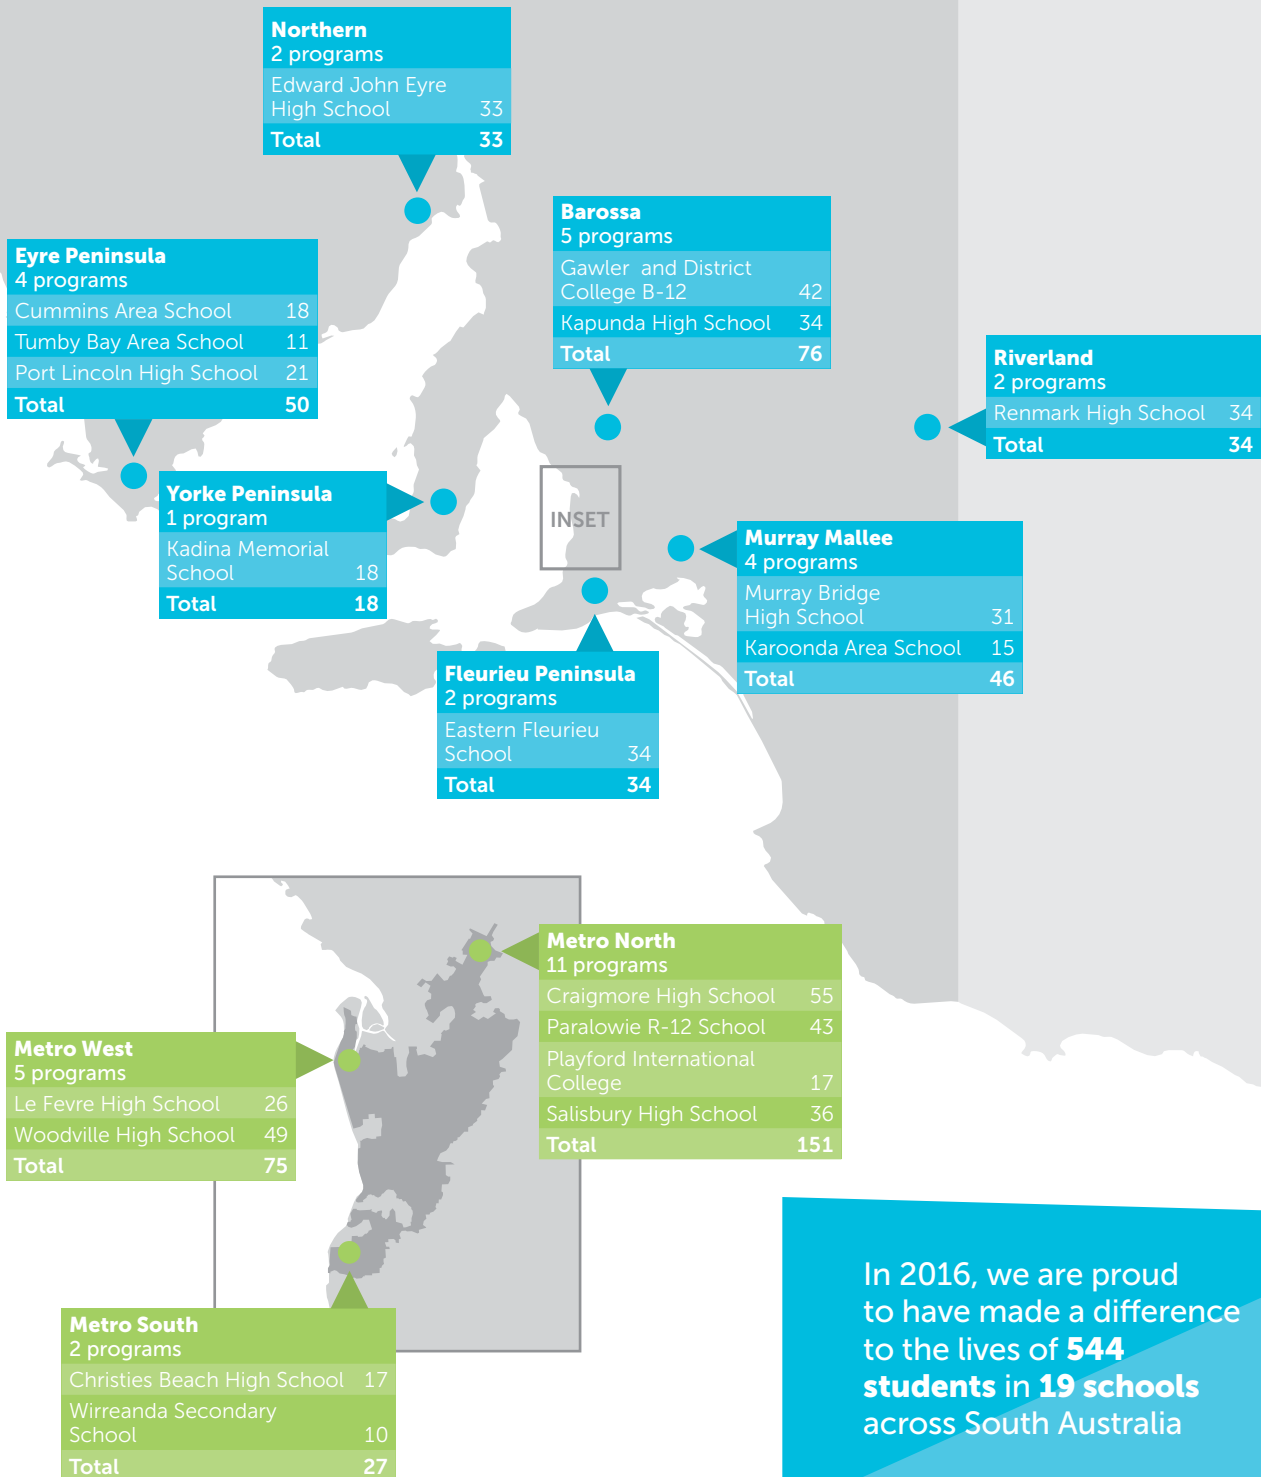 Northern
2 programs
Edward John Eyre
High School 33
Total 33
Barossa
5 programs
Gawler and District
College B-12 42
Kapunda High School 34
Total 76
Eyre Peninsula
4 programs
Cummins Area School 18
Tumby Bay Area School 11
Port Lincoln High School 21
Total 50
Riverland
2 programs
Renmark High School 34
Total 34
Yorke Peninsula
1 program
Kadina Memorial
School 18
Total 18
INSET
Murray Mallee
4 programs
Murray Bridge
High School 31
Karoonda Area School 15
Total 46
Fleurieu Peninsula
2 programs
Eastern Fleurieu
School 34
Total 34
Metro North
11 programs
Craigmore High School 55
Paralowie R-12 School 43
Playford International
College 17
Salisbury High School 36
Total 151
Metro West
5 programs
Le Fevre High School 26
Woodville High School 49
Total 75
Metro South
2 programs
Christies Beach High School 17
Wirreanda Secondary
School 10
Total 27
In 2016, we are proud
to have made a difference
to the lives of 544
students in 19 schools
across South Australia